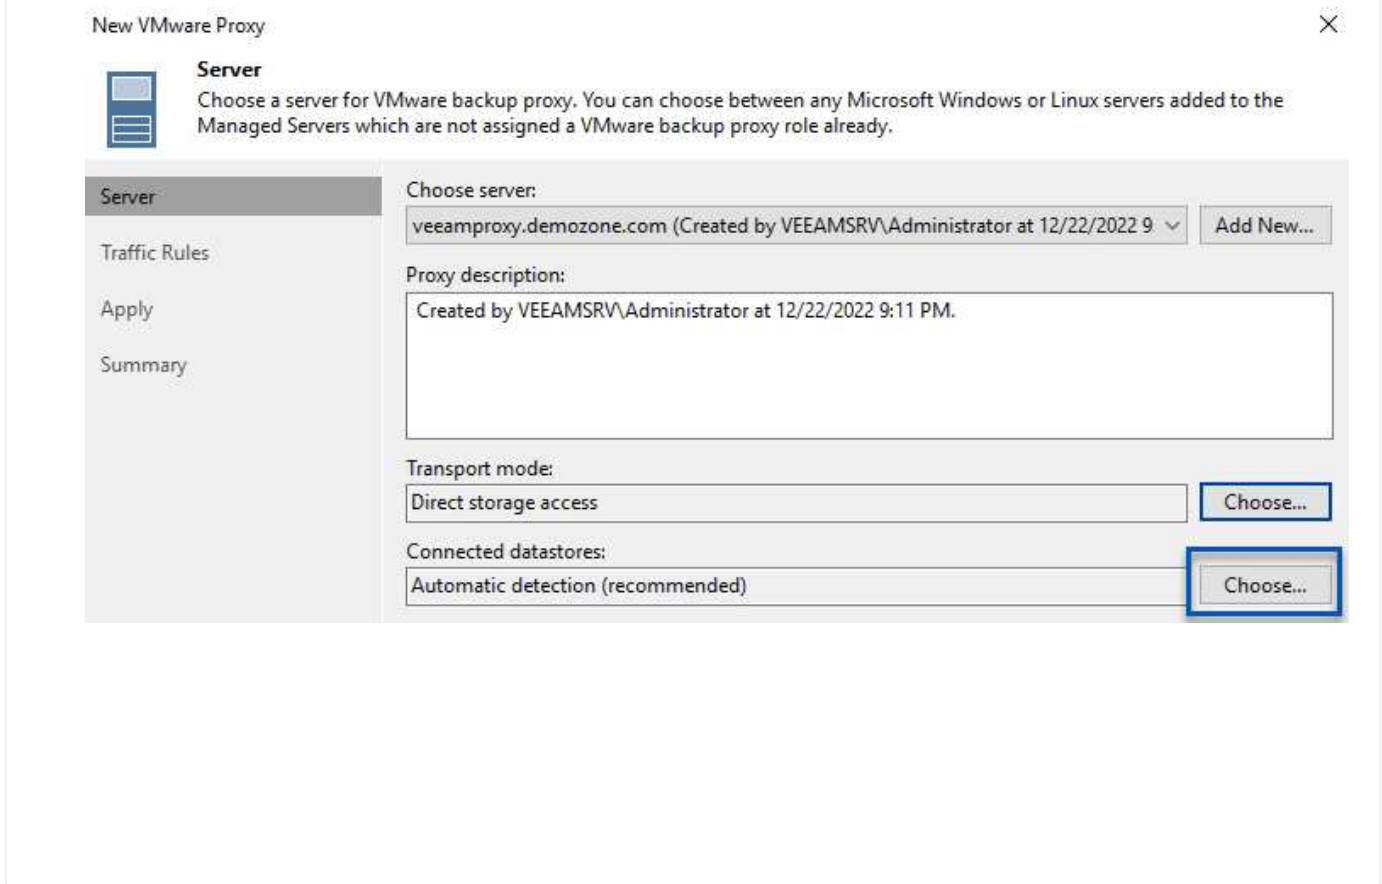 New VMware Proxy
Server
Choose a server for VMware backup proxy. You can choose between any Microsoft Windows or Linux servers added to the
Managed Servers which are not assigned a VMware backup proxy role already.
Server
Traffic Rules
Apply
Summary
Choose server:
veeamproxy.demozone.com (Created by VEEAMSRV\Administrator at 12/22/2022 9
Add New...
Proxy description:
Created by VEEAMSRV\Administrator at 12/22/2022 9:11 PM.
Transport mode:
Direct storage access
Choose...
Connected datastores:
Automatic detection (recommended)
Choose...